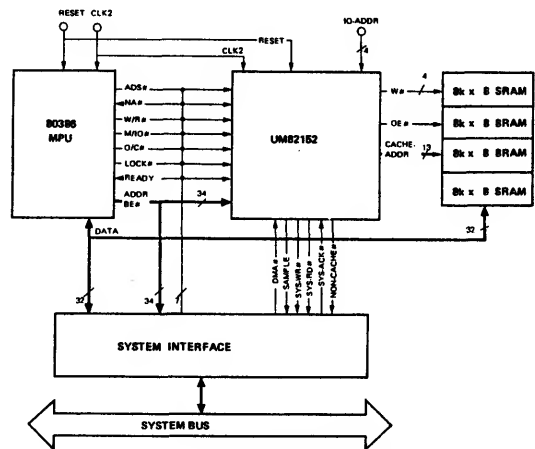 RESET CLK2
IO-ADDR
RESET
CLK2
4
80386
MPU
ADS#
NA#
W/R#
M/IO#
O/C#
LOCK#
READY
ADDR
BE#
34
UM82152
W#
4
OE#
CACHE-
ADDR
13
8k x 8 SRAM
8k x 8 SRAM
8k x 8 SRAM
8k x 8 SRAM
DATA
32
32
34
7
DMA#
SAMPLE
SYS-WR#
SYS-RD#
SYS-ACK#
NON-CACHE#
SYSTEM INTERFACE
SYSTEM BUS